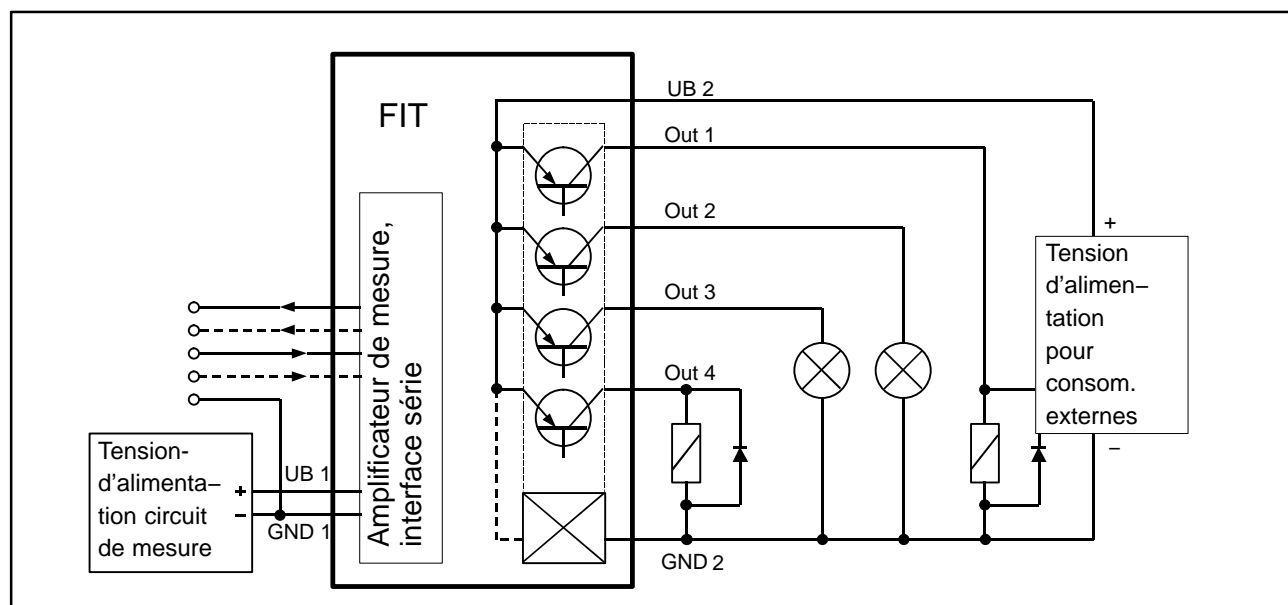 FIT
UB 2
Out 1
Out 2
Out 3
Out 4
GND 2
Amplificateur de mesure,
interface série
+
Tension
d'alimen–
tation
pour
consom.
externes
–
Tension-
d'alimenta–
tion circuit
de mesure
+
–
UB 1
GND 1